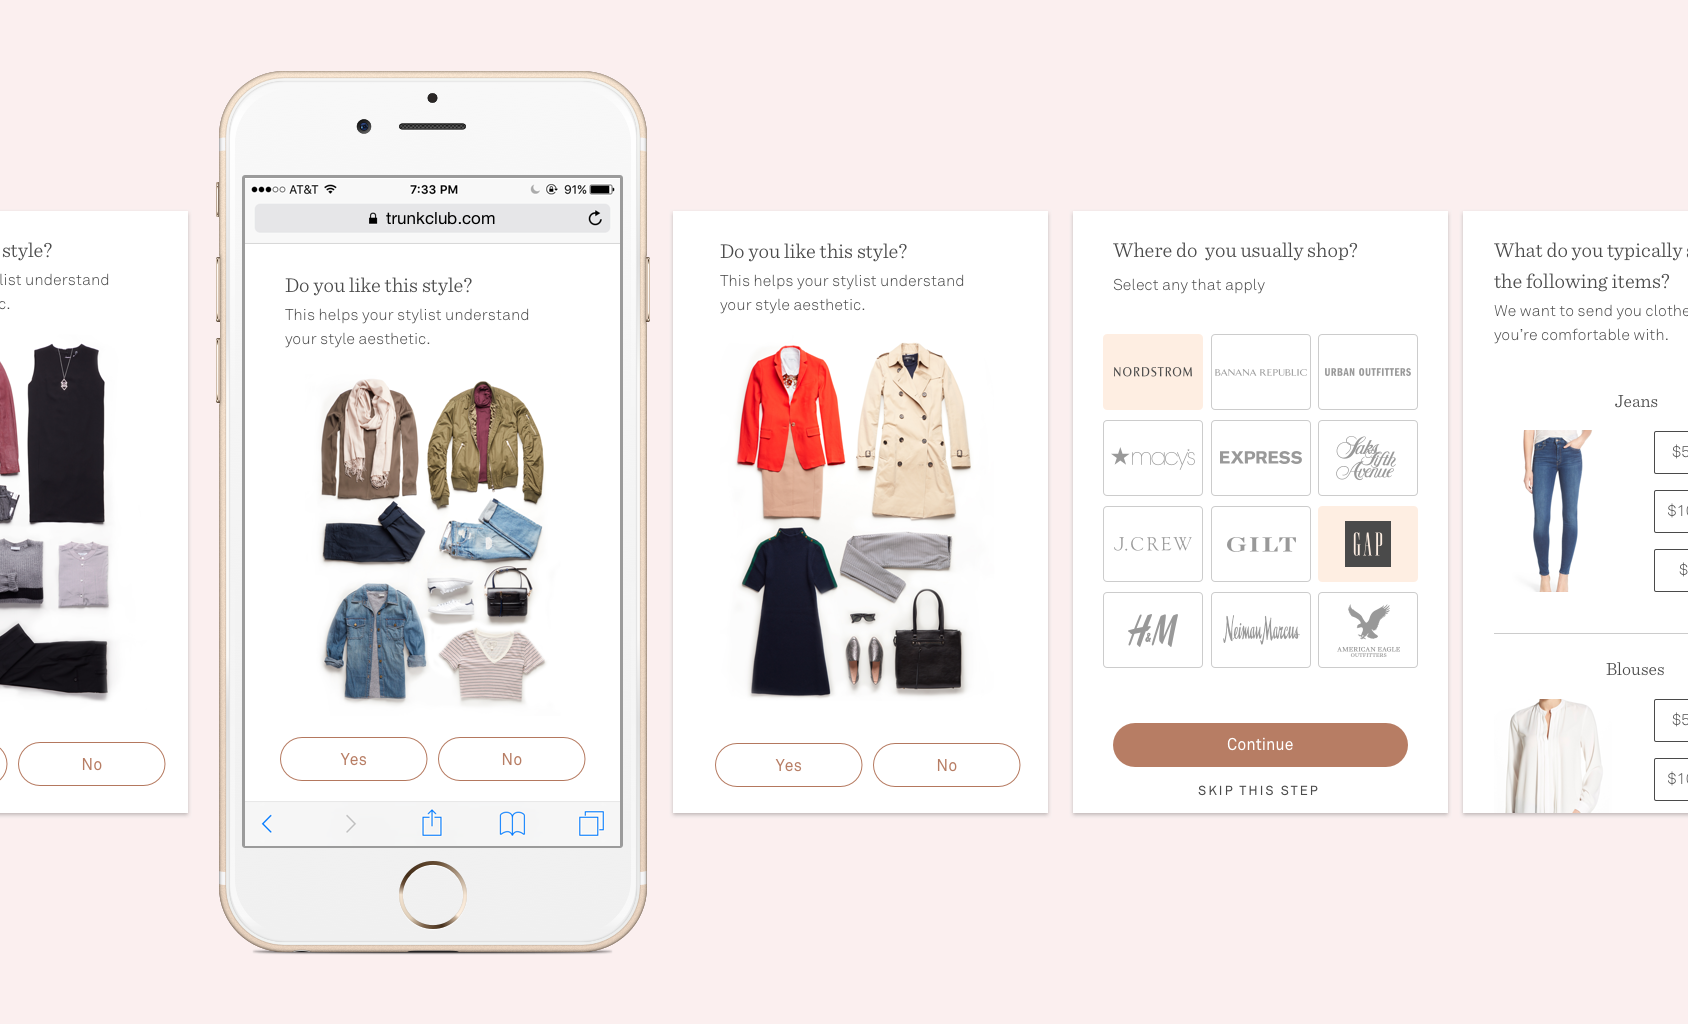 style?
list understand
c.
No
AT&T
7:33 PM
91%
trunkclub.com
Do you like this style?
This helps your stylist understand
your style aesthetic.
Yes
No
Do you like this style?
This helps your stylist understand
your style aesthetic.
Yes
No
Where do you usually shop?
Select any that apply
NORDSTROM
BANANA REPUBLIC
URBAN OUTFITTERS
macy's
EXPRESS
Saks
Fifth
Avenue
J.CREW
GILT
GAP
H&M
Neiman Marcus
AMERICAN EAGLE
OUTFITTERS
Continue
SKIP THIS STEP
What do you typically s
the following items?
We want to send you clothe
you're comfortable with.
Jeans
$5
$10
$
Blouses
$5
$10